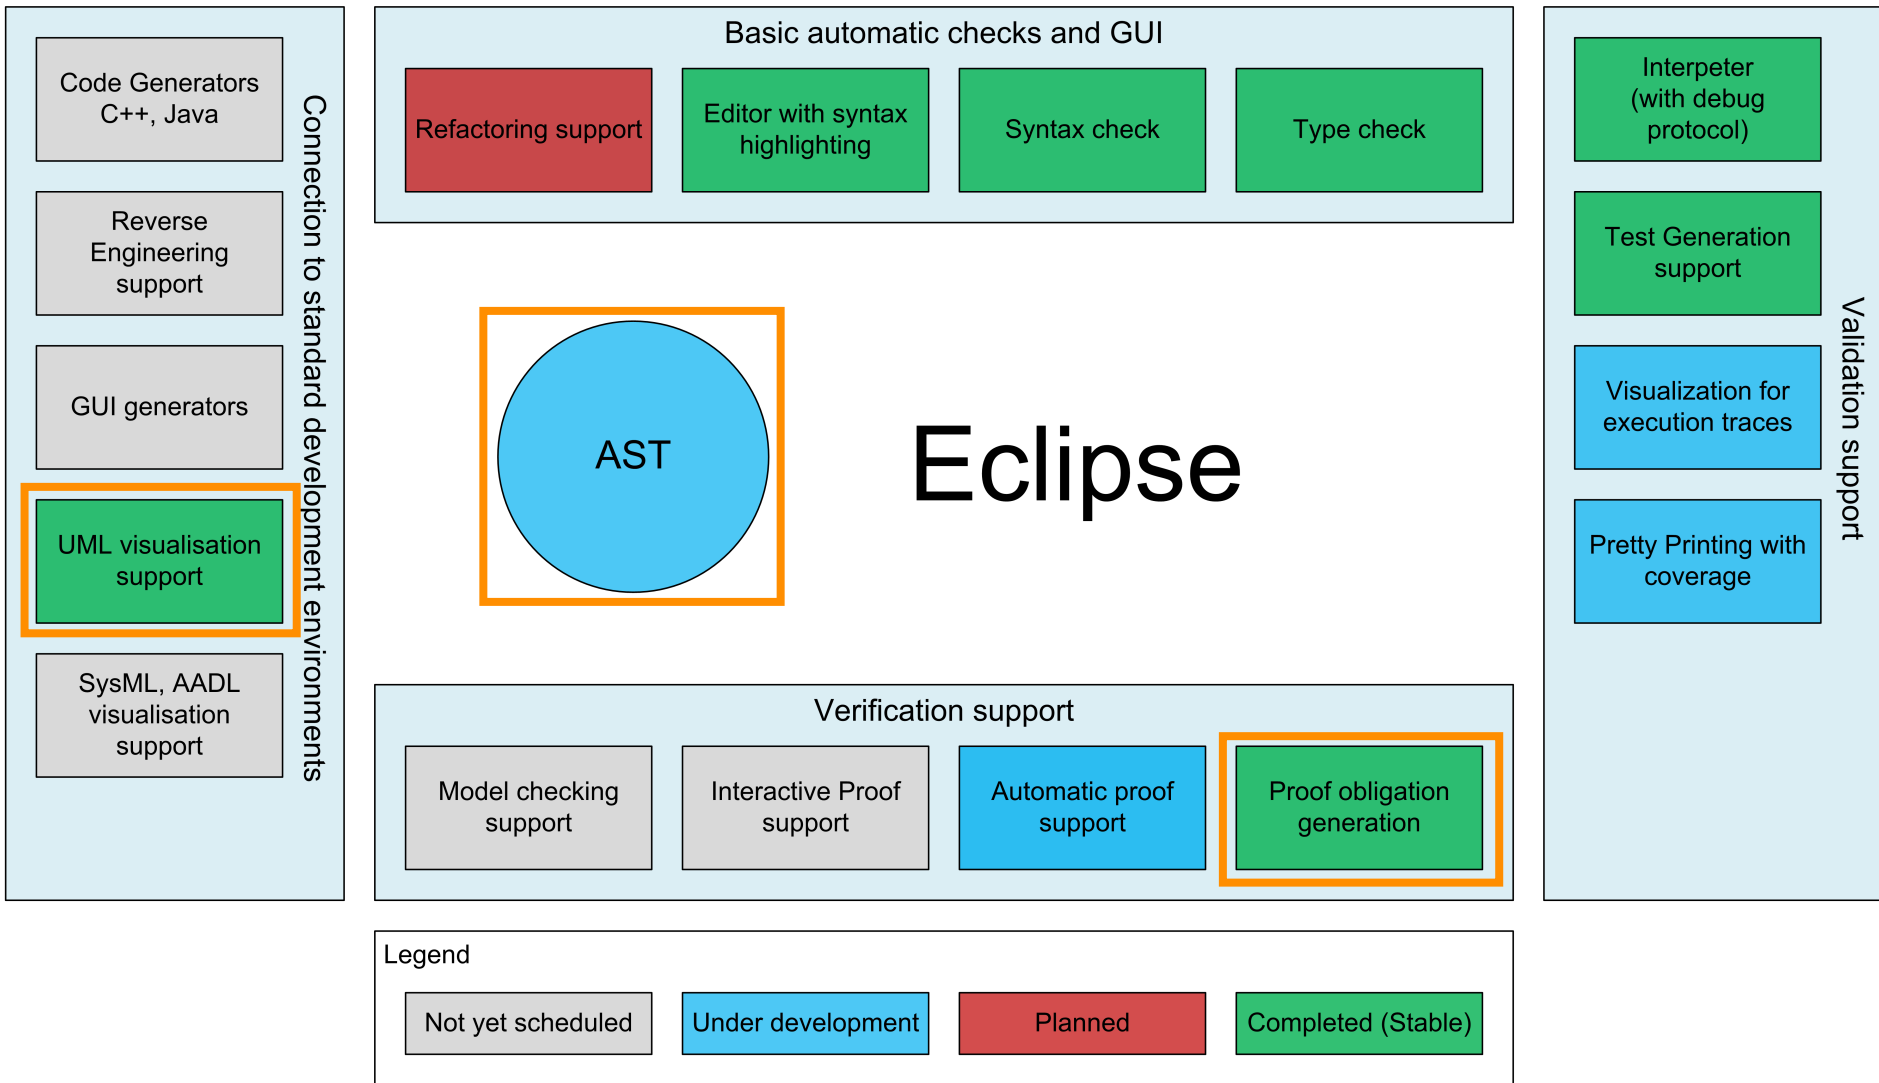 Code Generators
C++, Java
Reverse
Engineering
support
GUI generators
UML visualisation
support
SysML, AADL
visualisation
support
Connection to standard development environments
Basic automatic checks and GUI
Refactoring support
Editor with syntax
highlighting
Syntax check
Type check
AST
Eclipse
Verification support
Model checking
support
Interactive Proof
support
Automatic proof
support
Proof obligation
generation
Interpeter
(with debug
protocol)
Test Generation
support
Visualization for
execution traces
Pretty Printing with
coverage
Validation support
Legend
Not yet scheduled
Under development
Planned
Completed (Stable)